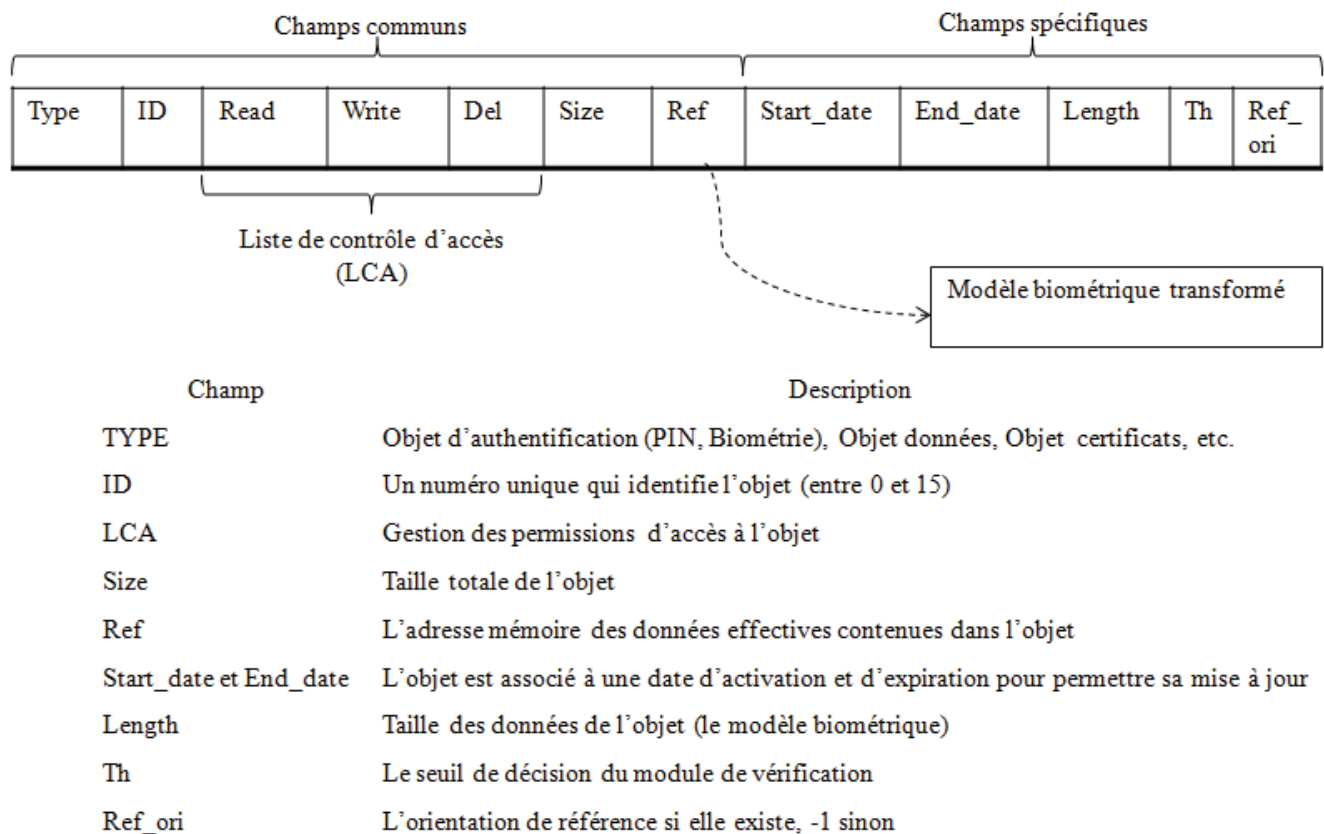 Champs communs
Champs spécifiques
Type ID Read Write Del Size Ref Start_date End_date Length Th Ref_
ori
Liste de contrôle d’accès
(LCA)
Modèle biométrique transformé
Champ Description
TYPE Objet d’authentification (PIN, Biométrie), Objet données, Objet certificats, etc.
ID Un numéro unique qui identifie l’objet (entre 0 et 15)
LCA Gestion des permissions d’accès à l’objet
Size Taille totale de l’objet
Ref L’adresse mémoire des données effectives contenues dans l’objet
Start_date et End_date L’objet est associé à une date d’activation et d’expiration pour permettre sa mise à jour
Length Taille des données de l’objet (le modèle biométrique)
Th Le seuil de décision du module de vérification
Ref_ori L’orientation de référence si elle existe, -1 sinon